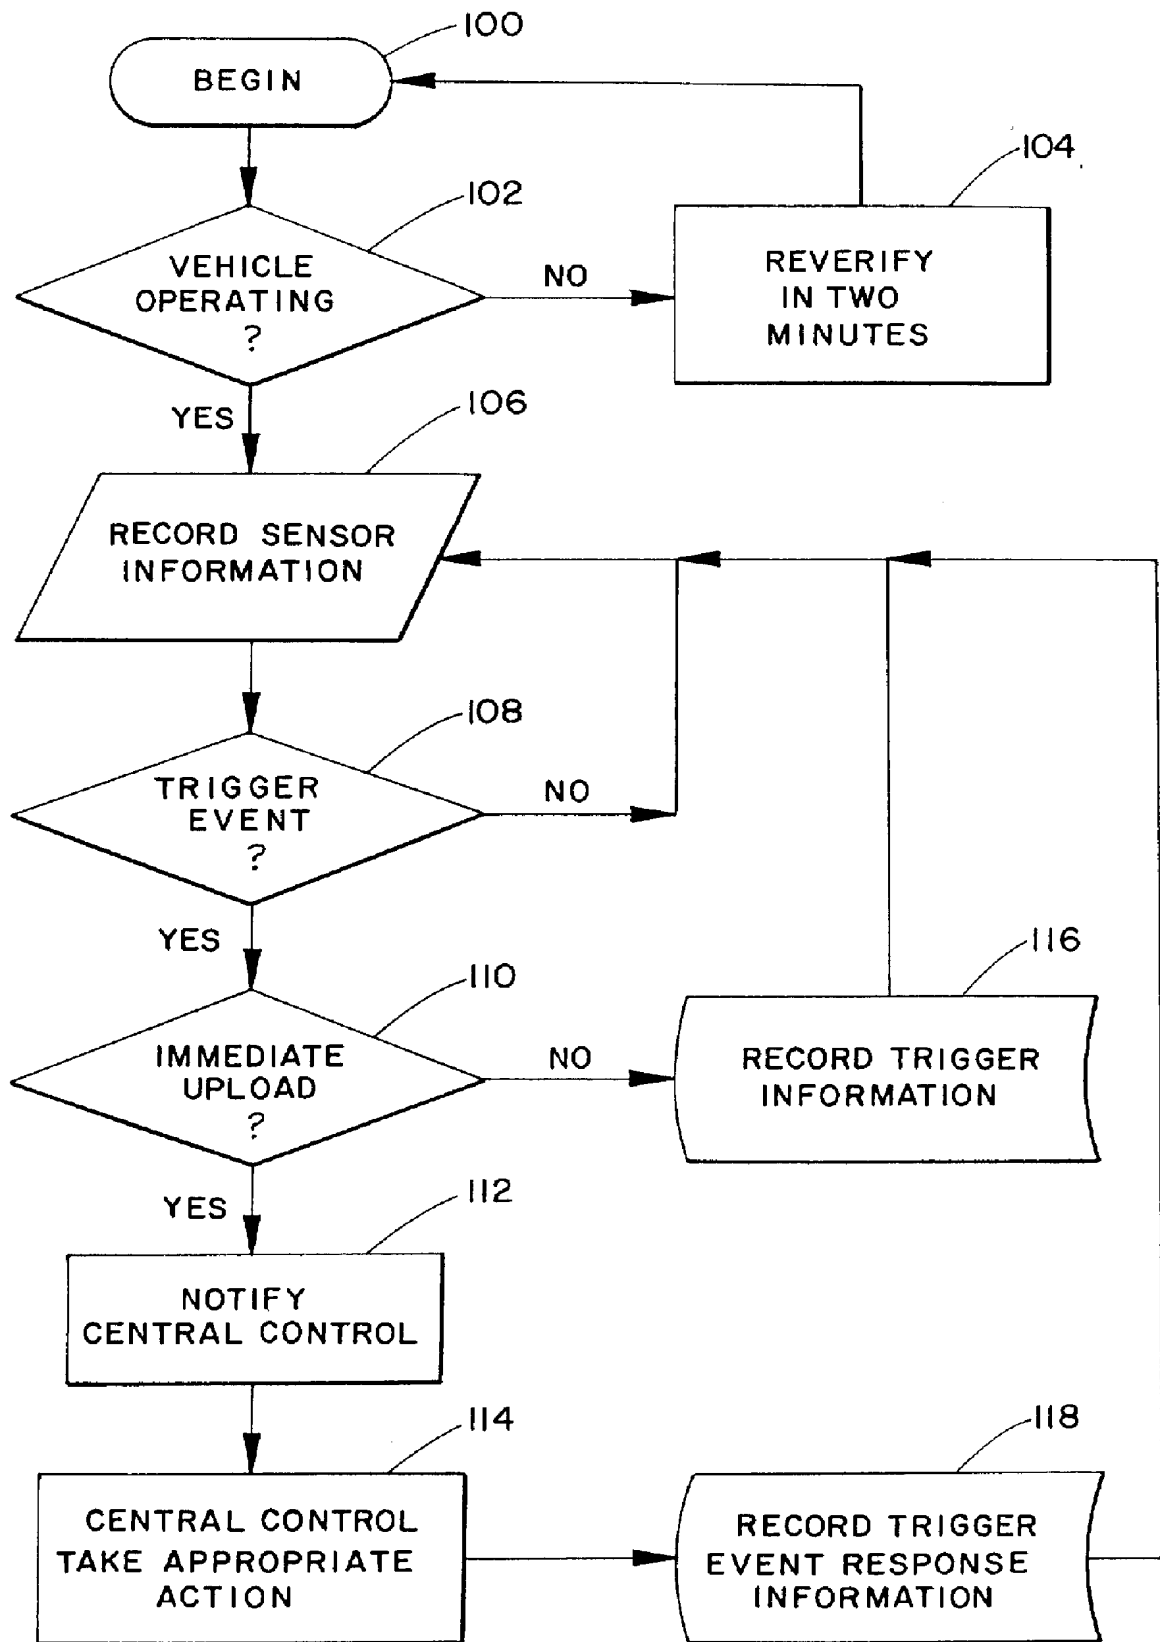 100
BEGIN
104
102
VEHICLE
OPERATING
?
NO
REVERIFY
IN TWO
MINUTES
YES
106
RECORD SENSOR
INFORMATION
108
TRIGGER
EVENT
?
NO
YES
116
110
IMMEDIATE
UPLOAD
?
NO
RECORD TRIGGER
INFORMATION
YES
112
NOTIFY
CENTRAL CONTROL
114
118
CENTRAL CONTROL
TAKE APPROPRIATE
ACTION
RECORD TRIGGER
EVENT RESPONSE
INFORMATION